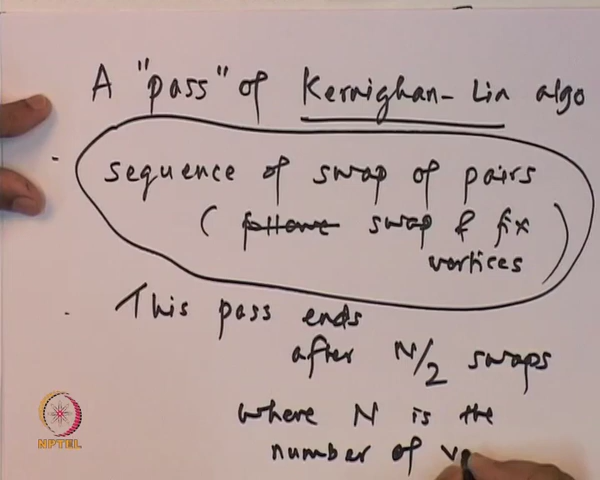 A "pass" of Kernighan-Lin algo
sequence of swap of pairs
( swap & fix
vertices )
This pass ends
after N/2 swaps
where N is the
number of ve
NPTEL